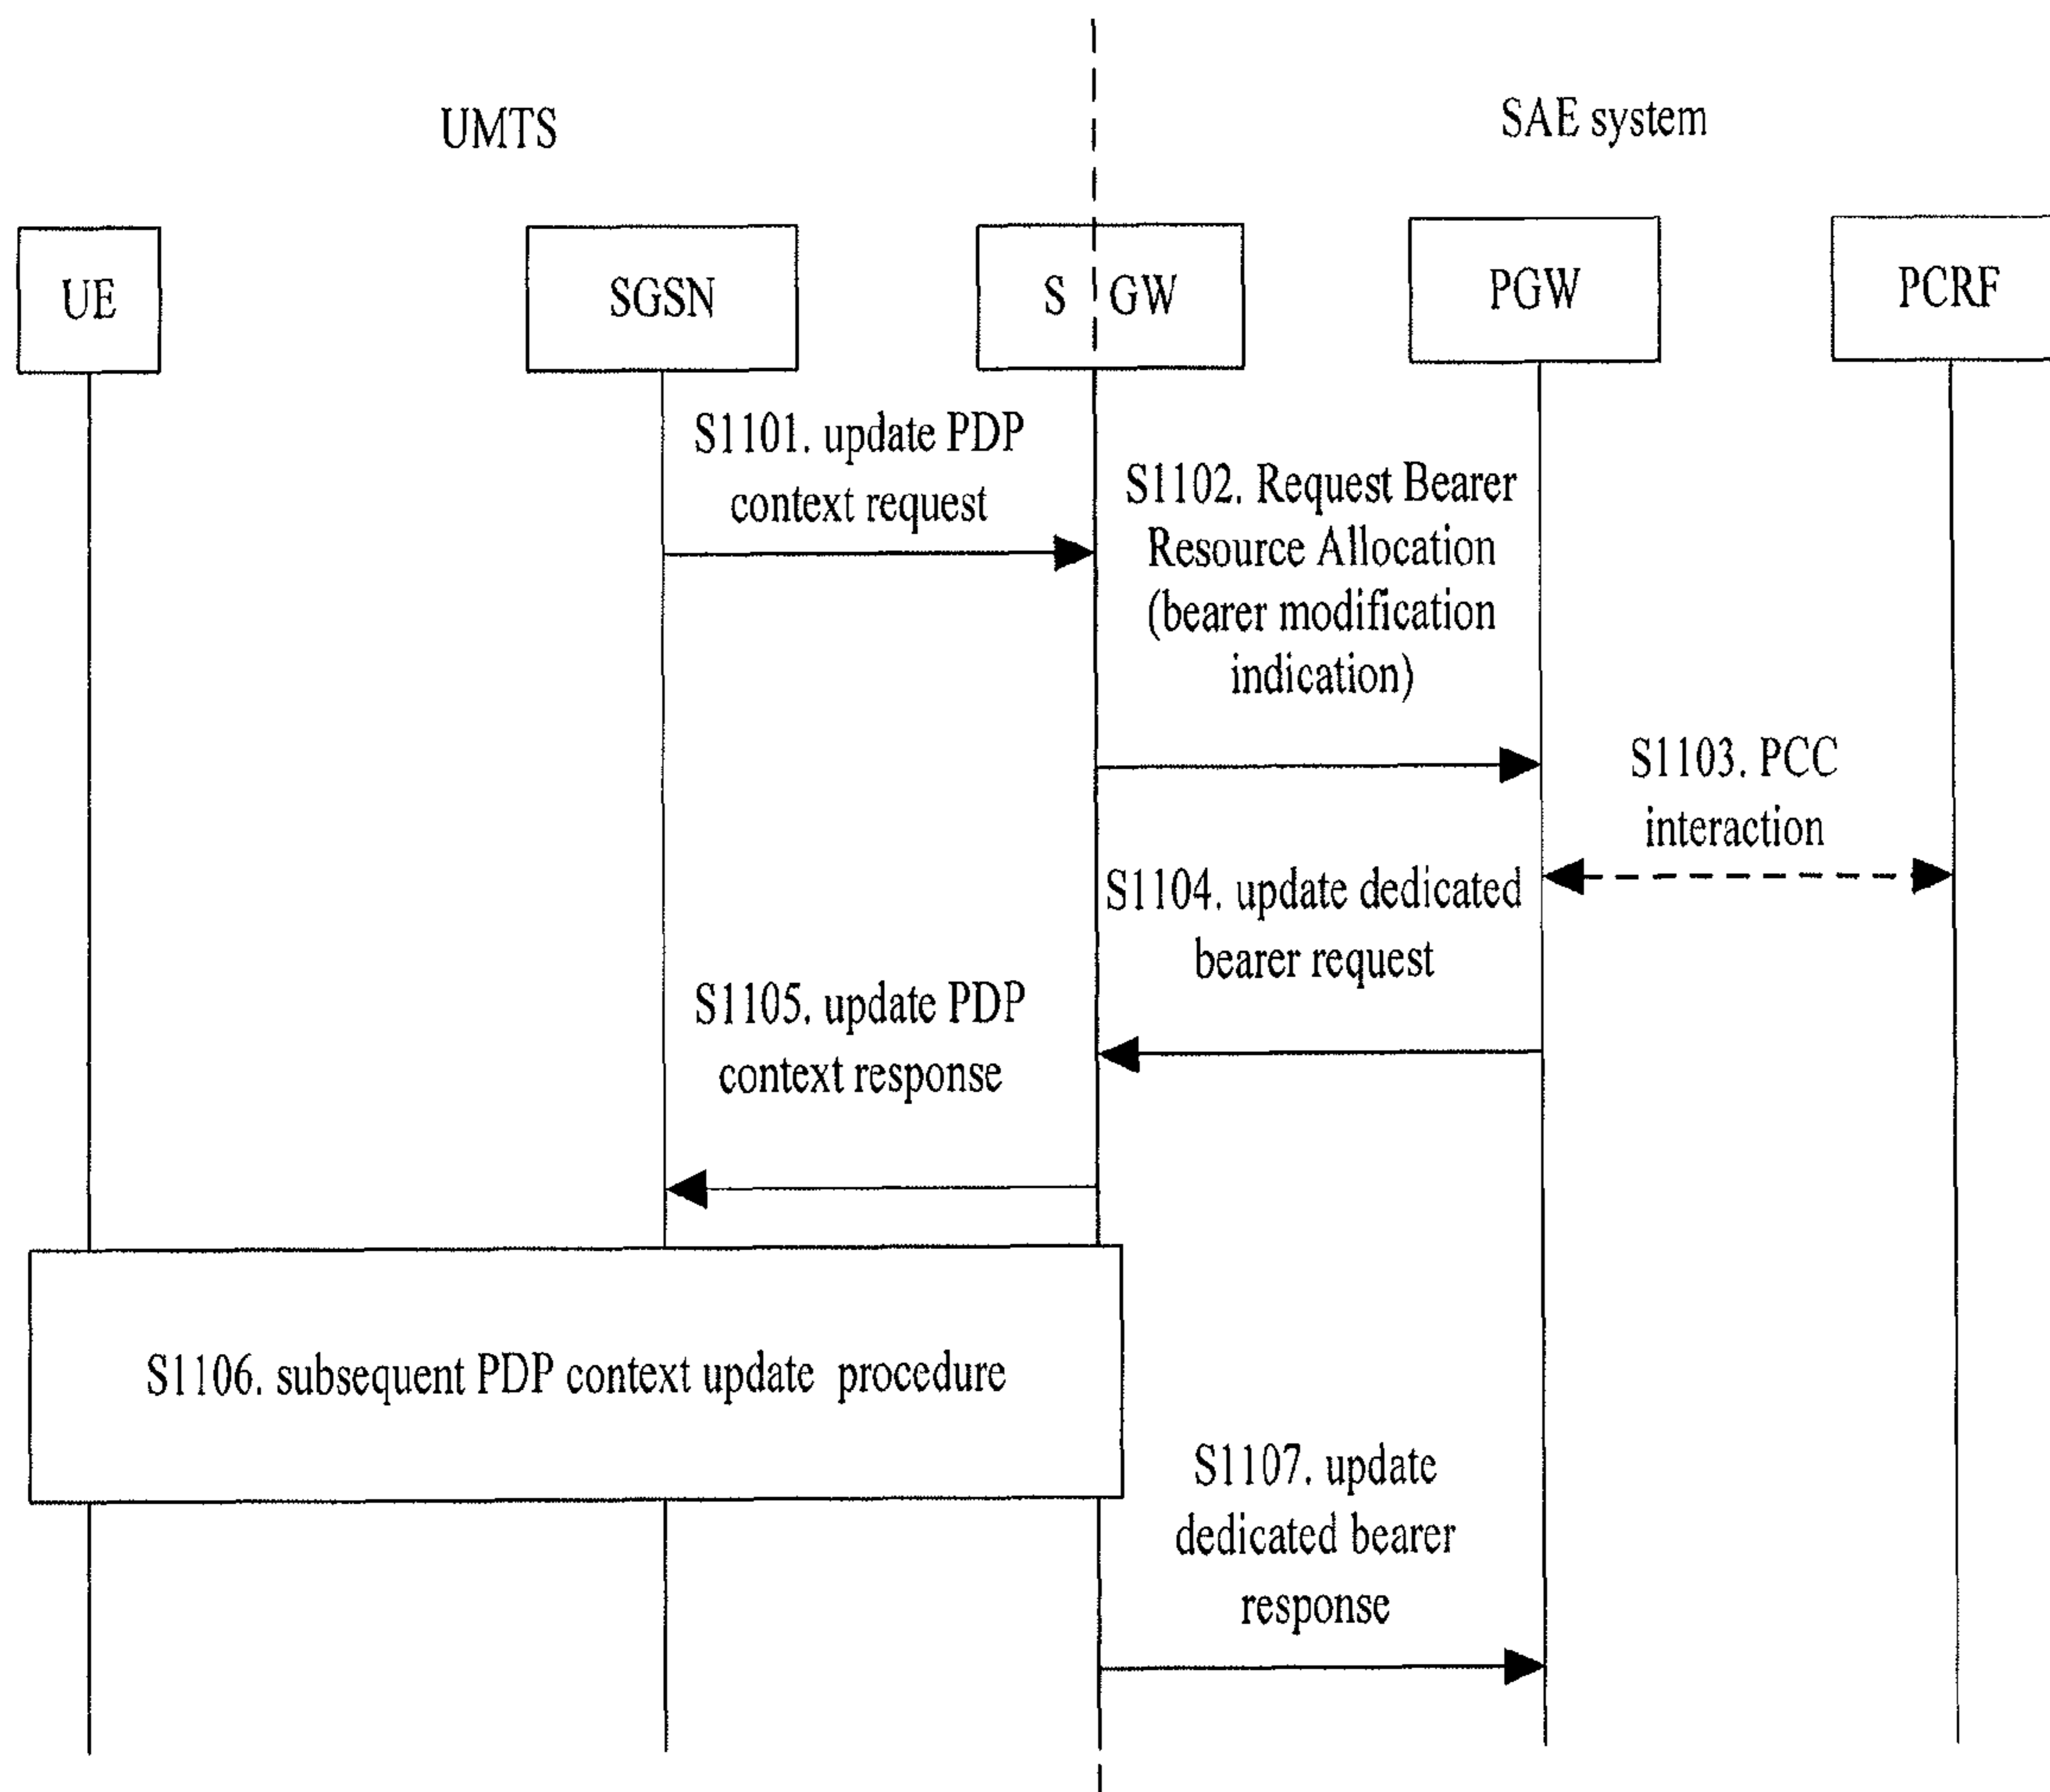 UMTS
SAE system
UE
SGSN
S GW
PGW
PCRF
S1101. update PDP
context request
S1102. Request Bearer
Resource Allocation
(bearer modification
indication)
S1103. PCC
interaction
S1104. update dedicated
bearer request
S1105. update PDP
context response
S1106. subsequent PDP context update procedure
S1107. update
dedicated bearer
response